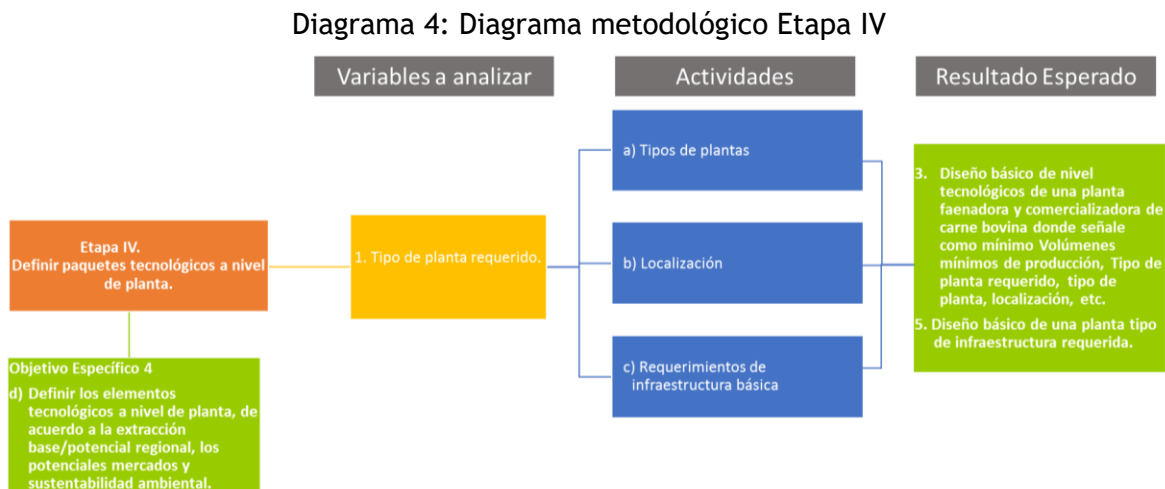 Diagrama 4: Diagrama metodológico Etapa IV
Variables a analizar
Actividades
Resultado Esperado
Etapa IV.
Definir paquetes tecnológicos a nivel
de planta.
Objetivo Específico 4
d) Definir los elementos
tecnológicos a nivel de planta, de
acuerdo a la extracción
base/potencial regional, los
potenciales mercados y
sustentabilidad ambiental.
1. Tipo de planta requerido.
a) Tipos de plantas
b) Localización
c) Requerimientos de
infraestructura básica
3. Diseño básico de nivel
tecnológicos de una planta
faenadora y comercializadora de
carne bovina donde señale
como mínimo Volúmenes
mínimos de producción, Tipo de
planta requerido, tipo de
planta, localización, etc.
5. Diseño básico de una planta tipo
de infraestructura requerida.